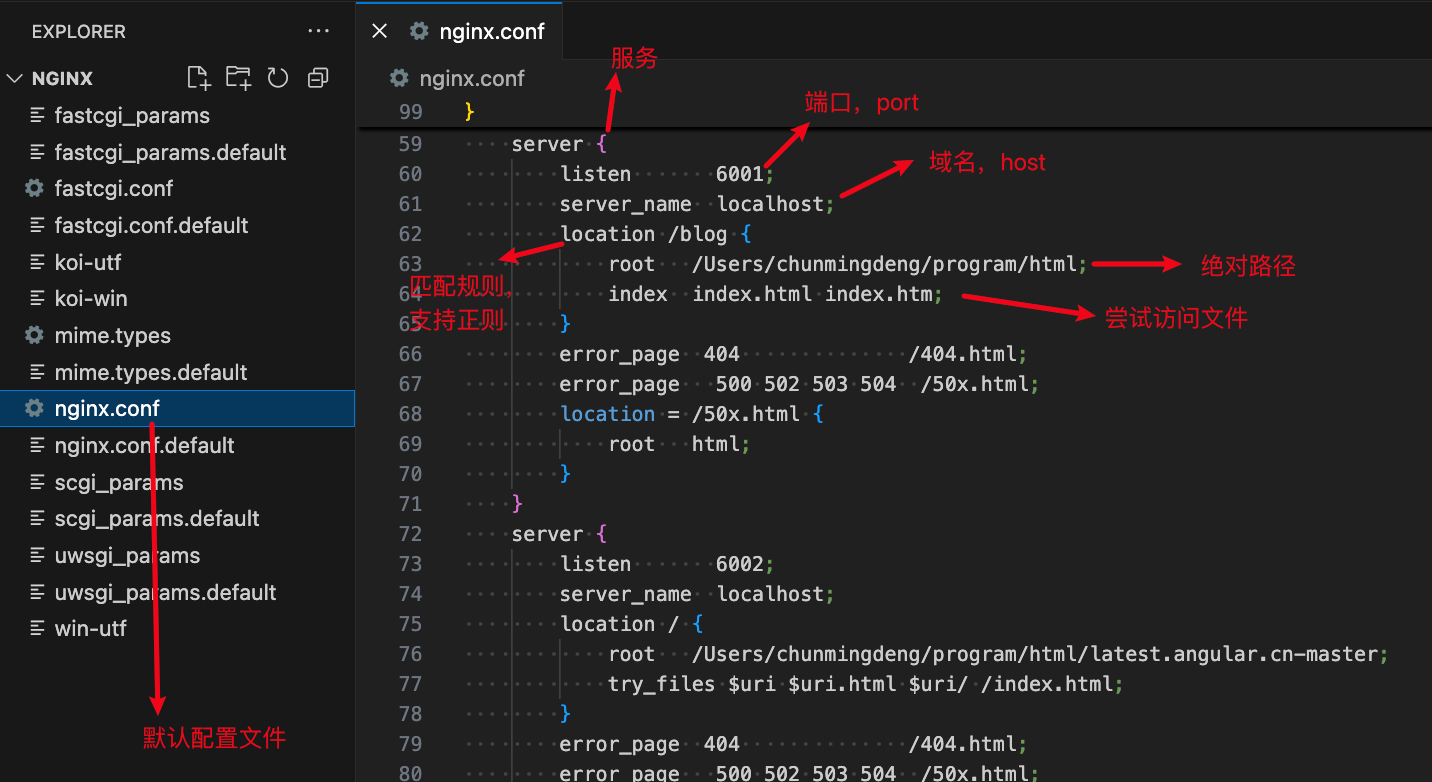 EXPLORER
NGINX
fastcgi_params
fastcgi_params.default
fastcgi.conf
fastcgi.conf.default
koi-utf
koi-win
mime.types
mime.types.default
nginx.conf
nginx.conf.default
scgi_params
scgi_params.default
uwsgi_params
uwsgi_params.default
win-utf
默认配置文件
nginx.conf
nginx.conf
服务
端口，port
域名，host
匹配规则，
支持正则
绝对路径
尝试访问文件
99 }
59 server {
60 listen 6001;
61 server_name localhost;
62 location /blog {
63 root /Users/chunmingdeng/program/html;
64 index index.html index.htm;
65 }
66 error_page 404 /404.html;
67 error_page 500 502 503 504 /50x.html;
68 location = /50x.html {
69 root html;
70 }
71 }
72 server {
73 listen 6002;
74 server_name localhost;
75 location / {
76 root /Users/chunmingdeng/program/html/latest.angular.cn-master;
77 try_files $uri $uri.html $uri/ /index.html;
78 }
79 error_page 404 /404.html;
80 error_page 500 502 503 504 /50x.html;